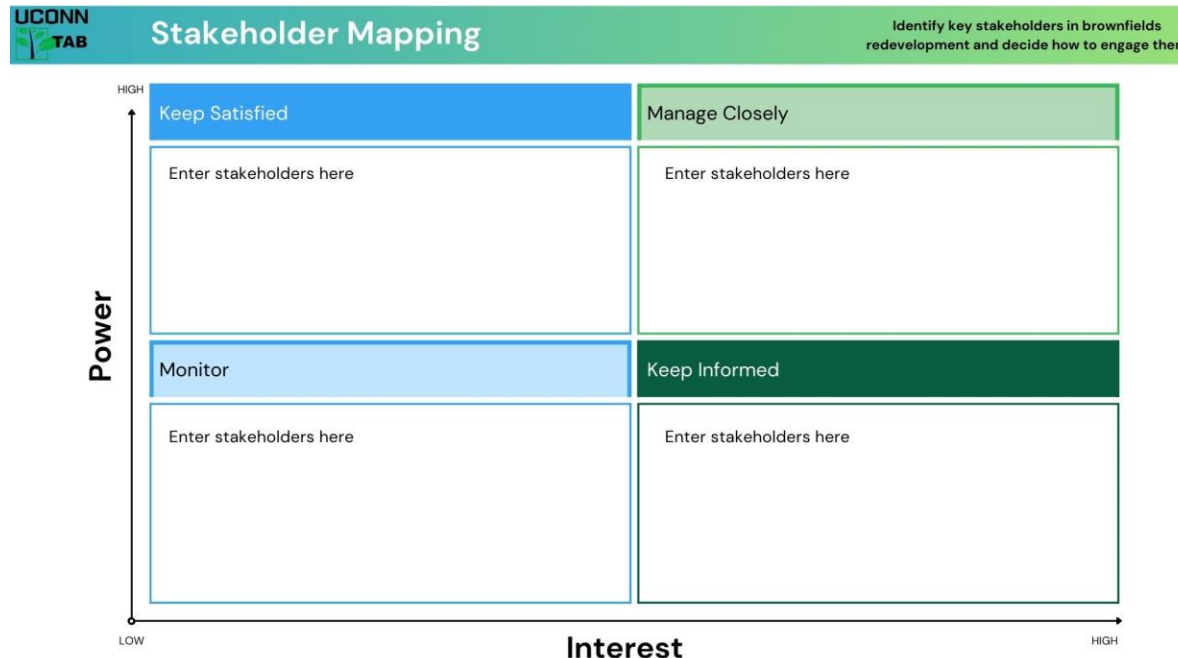 UCONN
TAB
Stakeholder Mapping
Identify key stakeholders in brownfields
redevelopment and decide how to engage ther
HIGH
Keep Satisfied
Manage Closely
Enter stakeholders here
Enter stakeholders here
Power
Monitor
Keep Informed
Enter stakeholders here
Enter stakeholders here
LOW
Interest
HIGH